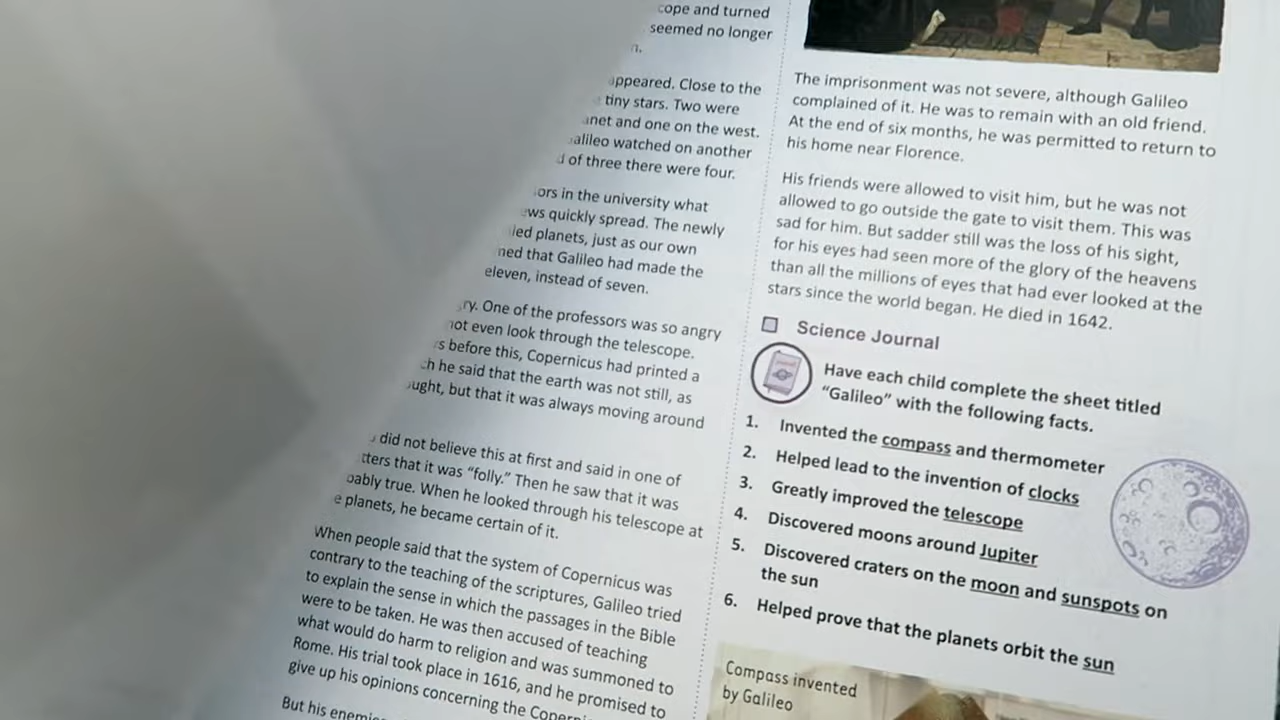 cope and turned
seemed no longer
appeared. Close to the
tiny stars. Two were
anet and one on the west.
alileo watched on another
d of three there were four.
ors in the university what
ews quickly spread. The newly
ied planets, just as our own
ned that Galileo had made the
eleven, instead of seven.
ry. One of the professors was so angry
not even look through the telescope.
s before this, Copernicus had printed a
ch he said that the earth was not still, as
ought, but that it was always moving around
did not believe this at first and said in one of
tters that it was “folly.” Then he saw that it was
bably true. When he looked through his telescope at
e planets, he became certain of it.
When people said that the system of Copernicus was
contrary to the teaching of the scriptures, Galileo tried
to explain the sense in which the passages in the Bible
were to be taken. He was then accused of teaching
what would do harm to religion and was summoned to
Rome. His trial took place in 1616, and he promised to
give up his opinions concerning the Coperni
But his enemie
The imprisonment was not severe, although Galileo
complained of it. He was to remain with an old friend.
At the end of six months, he was permitted to return to
his home near Florence.
His friends were allowed to visit him, but he was not
allowed to go outside the gate to visit them. This was
sad for him. But sadder still was the loss of his sight,
for his eyes had seen more of the glory of the heavens
than all the millions of eyes that had ever looked at the
stars since the world began. He died in 1642.
Science Journal
Have each child complete the sheet titled
“Galileo” with the following facts.
1. Invented the compass and thermometer
2. Helped lead to the invention of clocks
3. Greatly improved the telescope
4. Discovered moons around Jupiter
5. Discovered craters on the moon and sunspots on
the sun
6. Helped prove that the planets orbit the sun
Compass invented
by Galileo